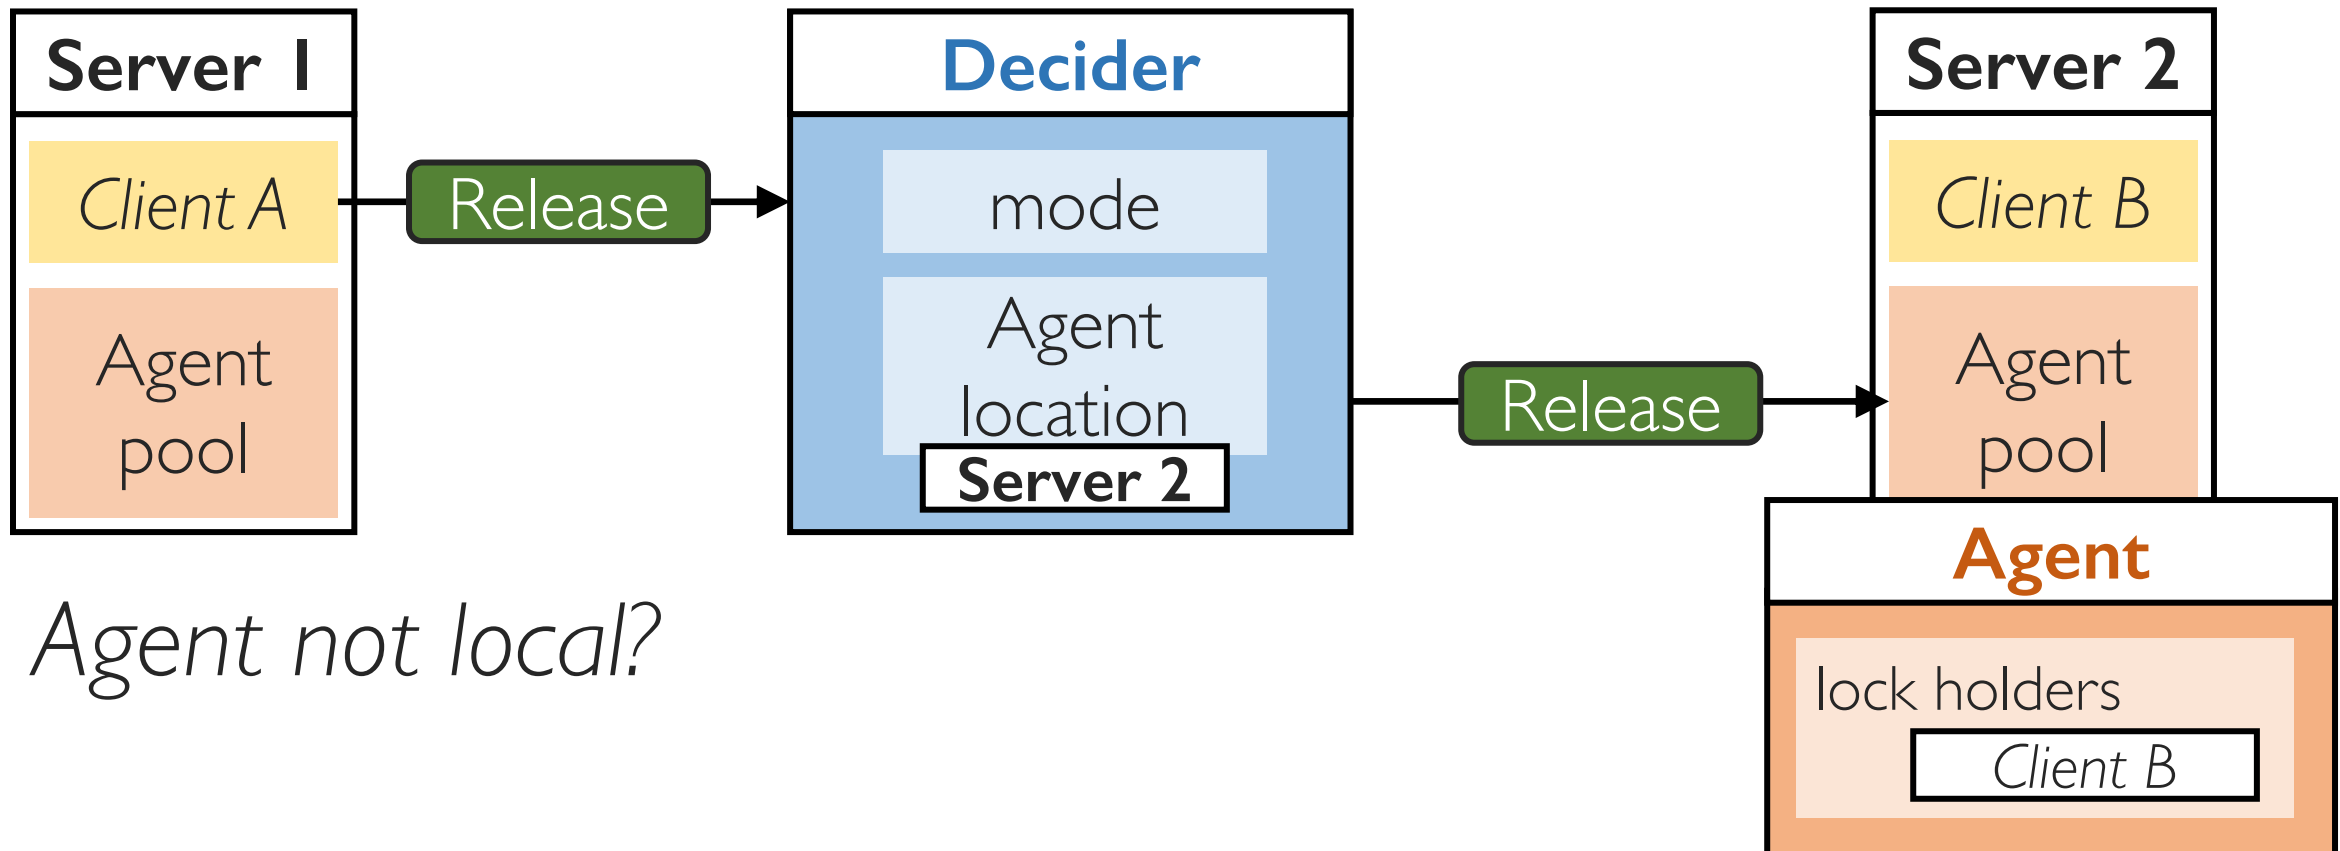 Server 1
Client A
Agent
pool
Release
Decider
mode
Agent
location
Server 2
Release
Server 2
Client B
Agent
pool
Agent
lock holders
Client B
Agent not local?